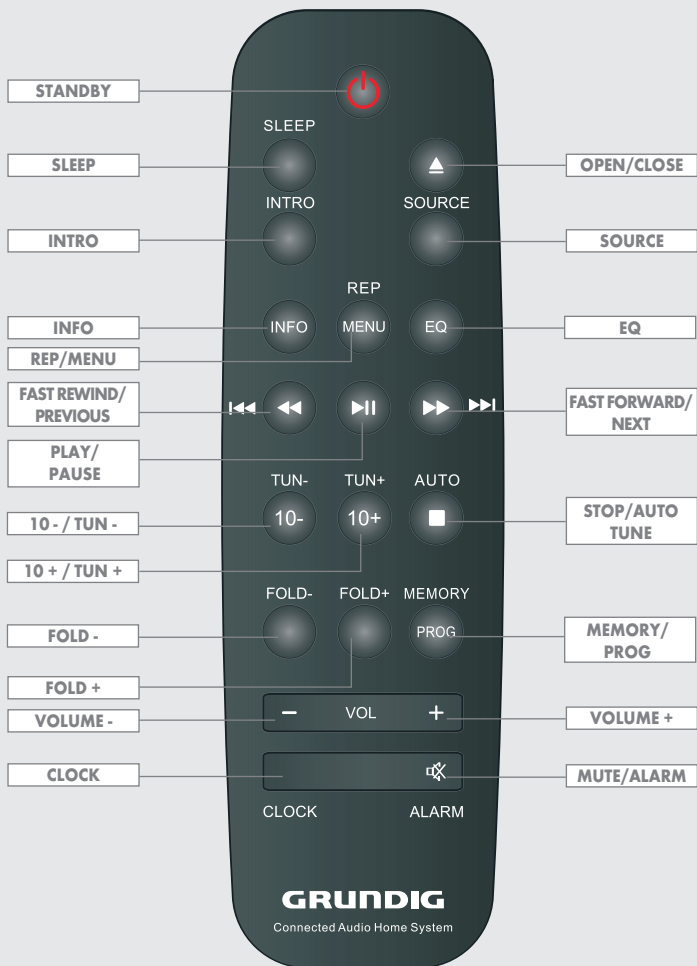 STANDBY
SLEEP
SLEEP
OPEN/CLOSE
INTRO
SOURCE
INTRO
SOURCE
REP
INFO
INFO
MENU
EQ
EQ
REP/MENU
FAST REWIND/
PREVIOUS
FAST FORWARD/
NEXT
PLAY/
PAUSE
TUN-
TUN+
AUTO
10 - / TUN -
10-
10+
STOP/AUTO
TUNE
10 + / TUN +
FOLD-
FOLD+
MEMORY
FOLD -
PROG
MEMORY/
PROG
FOLD +
VOLUME -
– VOL +
VOLUME +
CLOCK
MUTE/ALARM
CLOCK
ALARM
GRUNDIG
Connected Audio Home System